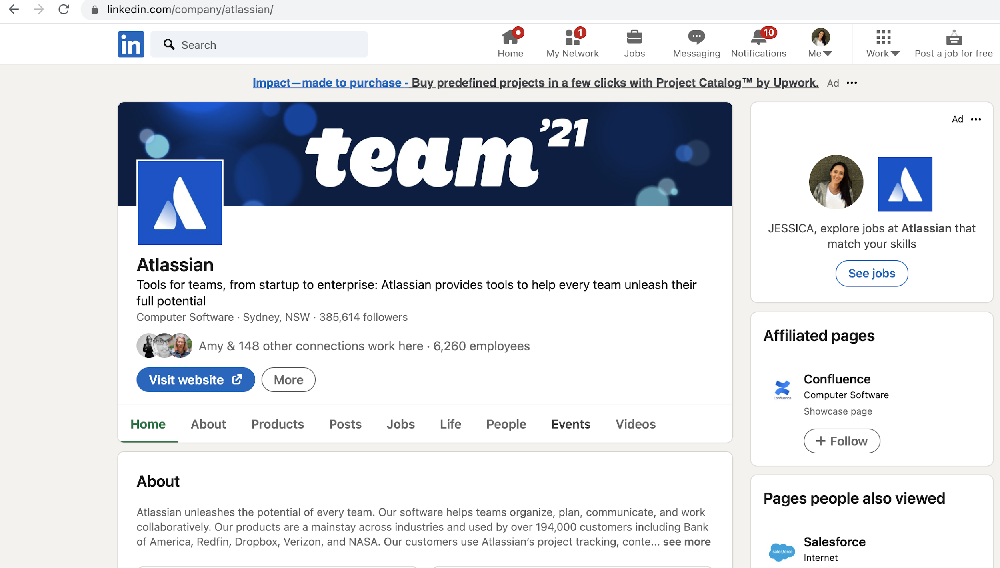 linkedin.com/company/atlassian/
in
Search
Home
1
My Network
Jobs
Messaging
10
Notifications
Me
Work
Post a job for free
Impact—made to purchase - Buy predefined projects in a few clicks with Project Catalog™ by Upwork. Ad
team '21
Atlassian
Tools for teams, from startup to enterprise: Atlassian provides tools to help every team unleash their
full potential
Computer Software · Sydney, NSW · 385,614 followers
Amy & 148 other connections work here · 6,260 employees
Visit website
More
Home
About
Products
Posts
Jobs
Life
People
Events
Videos
About
Atlassian unleashes the potential of every team. Our software helps teams organize, plan, communicate, and work
collaboratively. Our products are a mainstay across industries and used by over 194,000 customers including Bank
of America, Redfin, Dropbox, Verizon, and NASA. Our customers use Atlassian’s project tracking, conte... see more
Ad
JESSICA, explore jobs at Atlassian that
match your skills
See jobs
Affiliated pages
Confluence
Confluence
Computer Software
Showcase page
+ Follow
Pages people also viewed
salesforce
Salesforce
Internet